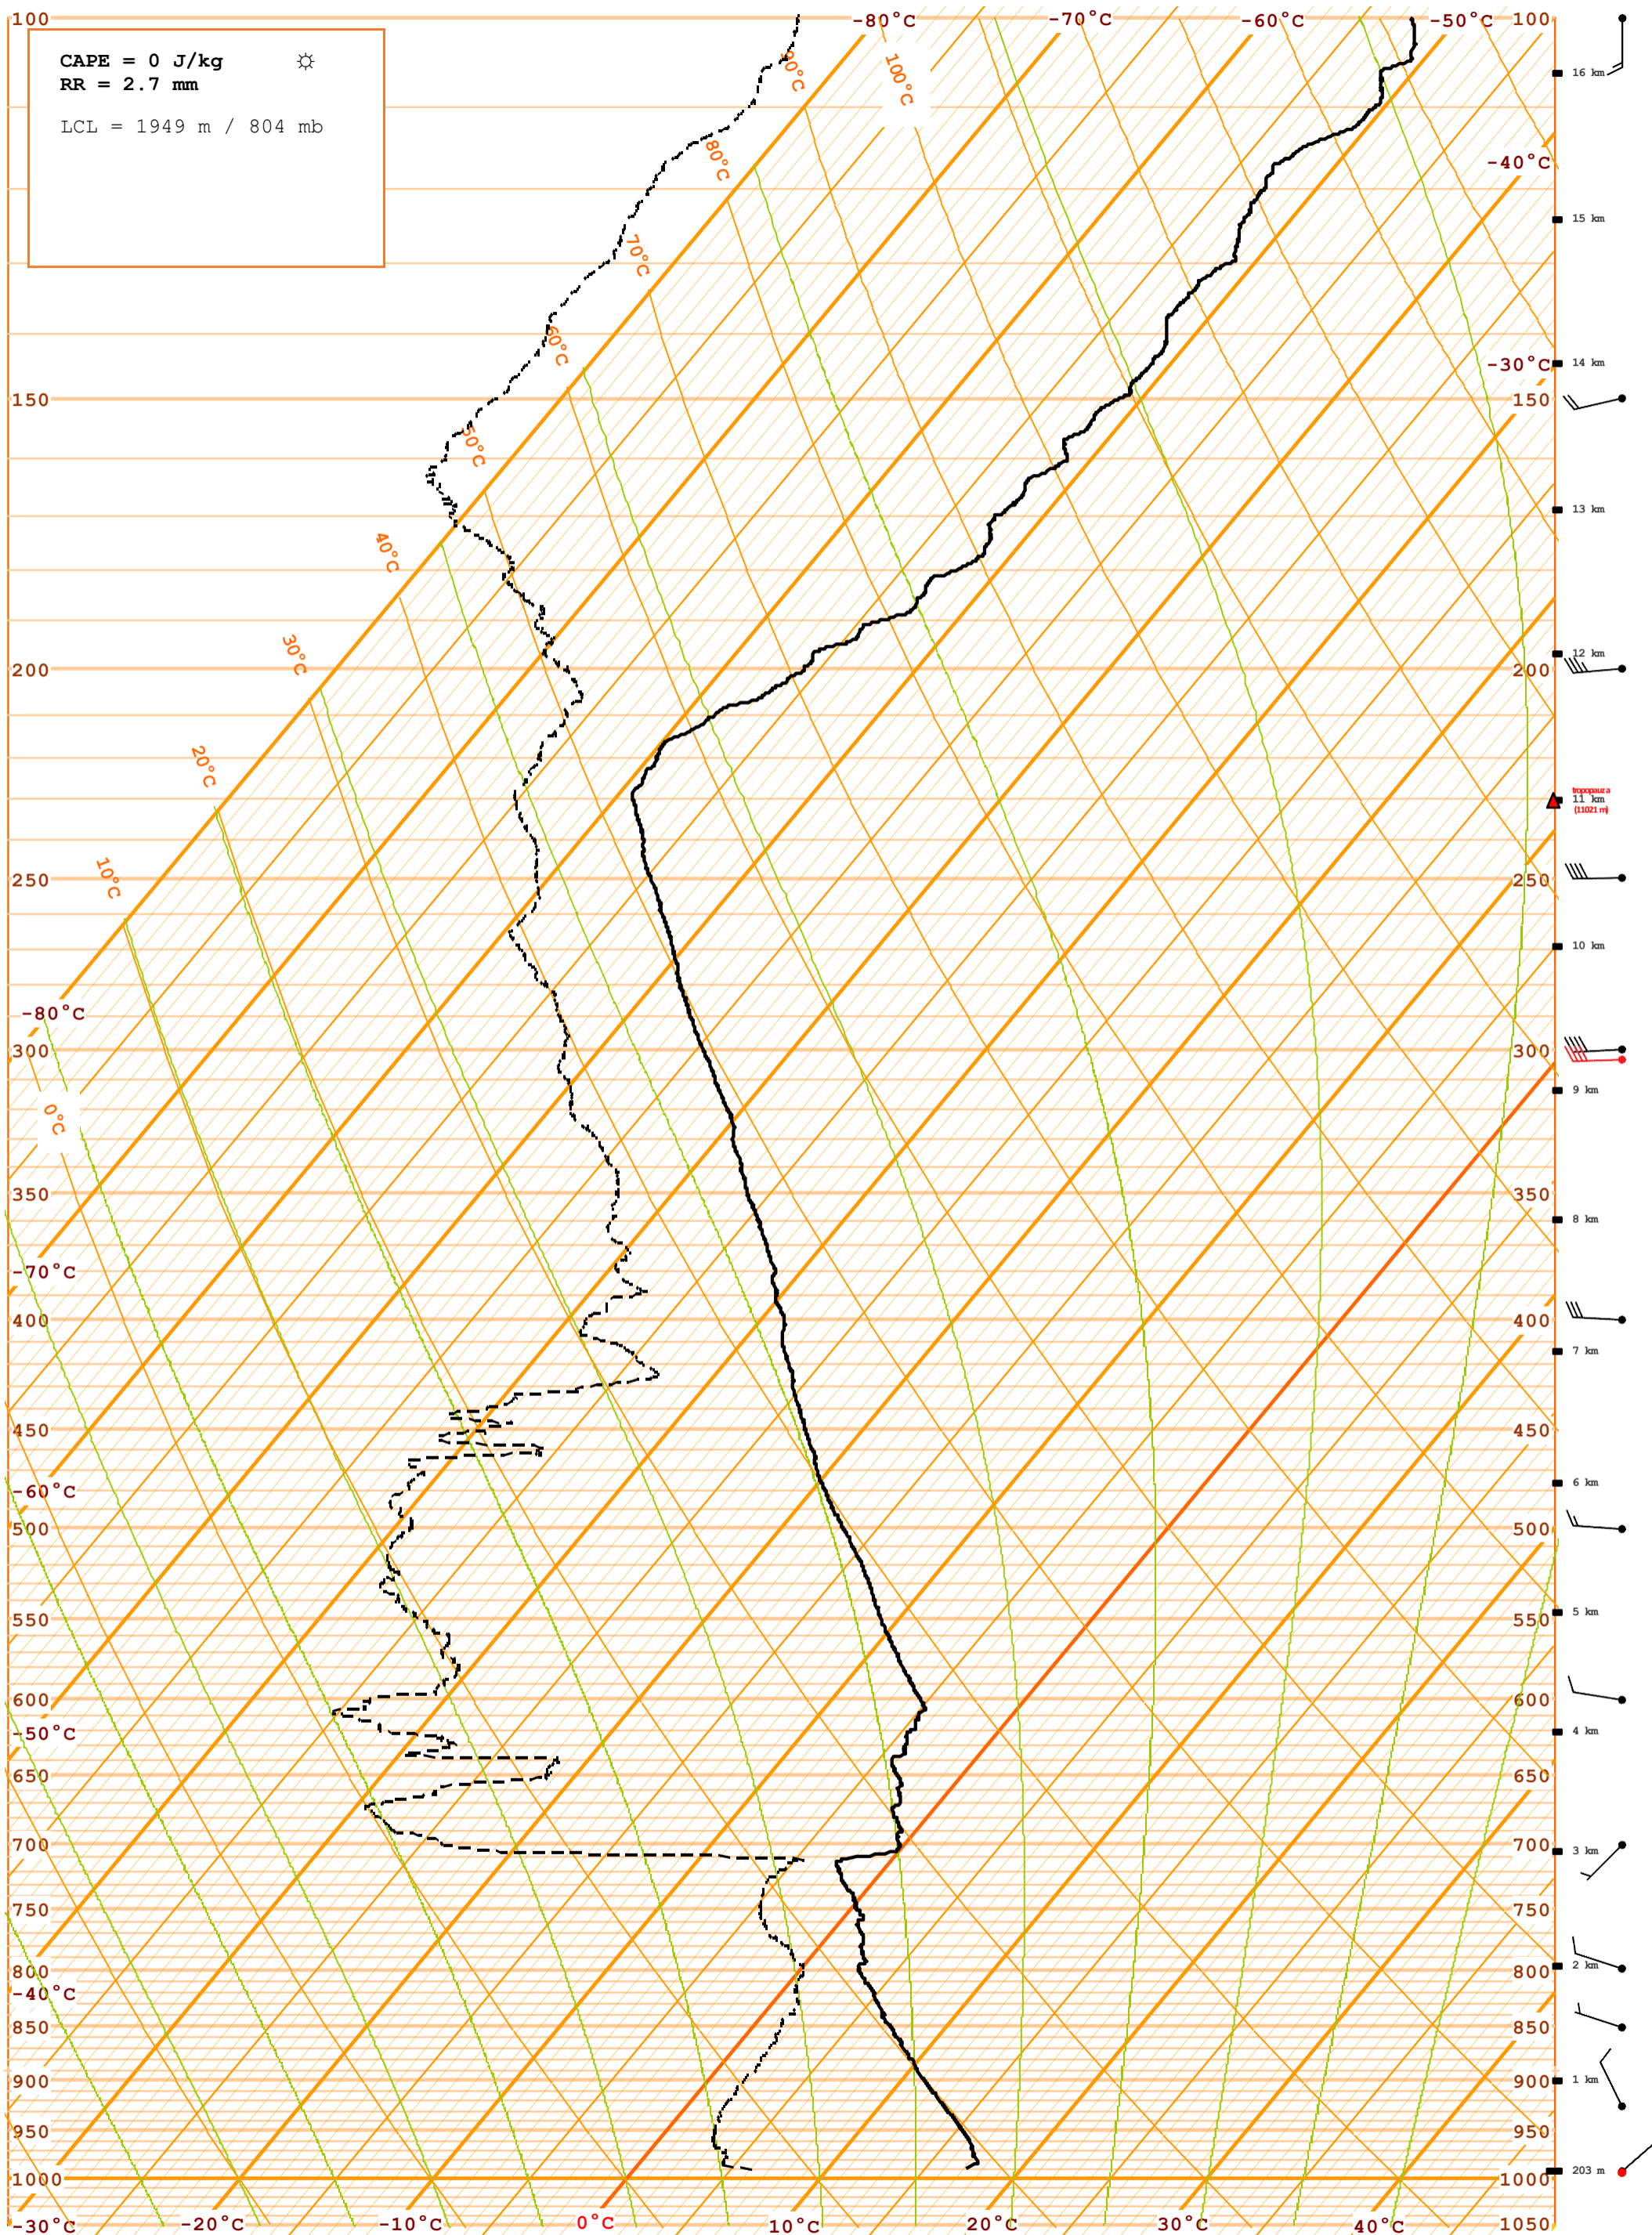 100 -80°C -70°C -60°C -50°C 100
CAPE = 0 J/kg ☼
RR = 2.7 mm
LCL = 1949 m / 804 mb
90°C 100°C
16 km
80°C
-40°C
15 km
70°C
60°C
-30°C 14 km
150 150
50°C
13 km
40°C
30°C
12 km
200 200
20°C
tropopauza
11 km
(11021 m)
10°C
250 250
10 km
-80°C
300 300
9 km
0°C
350 350
8 km
-70°C
400 400
7 km
450 450
6 km
-60°C
500 500
5 km
550 550
600 600
-50°C 4 km
650 650
700 700
3 km
750 750
2 km
800 800
-40°C
850 850
900 900 1 km
950 950
203 m
1000 1000
-30°C -20°C -10°C 0°C 10°C 20°C 30°C 40°C 1050